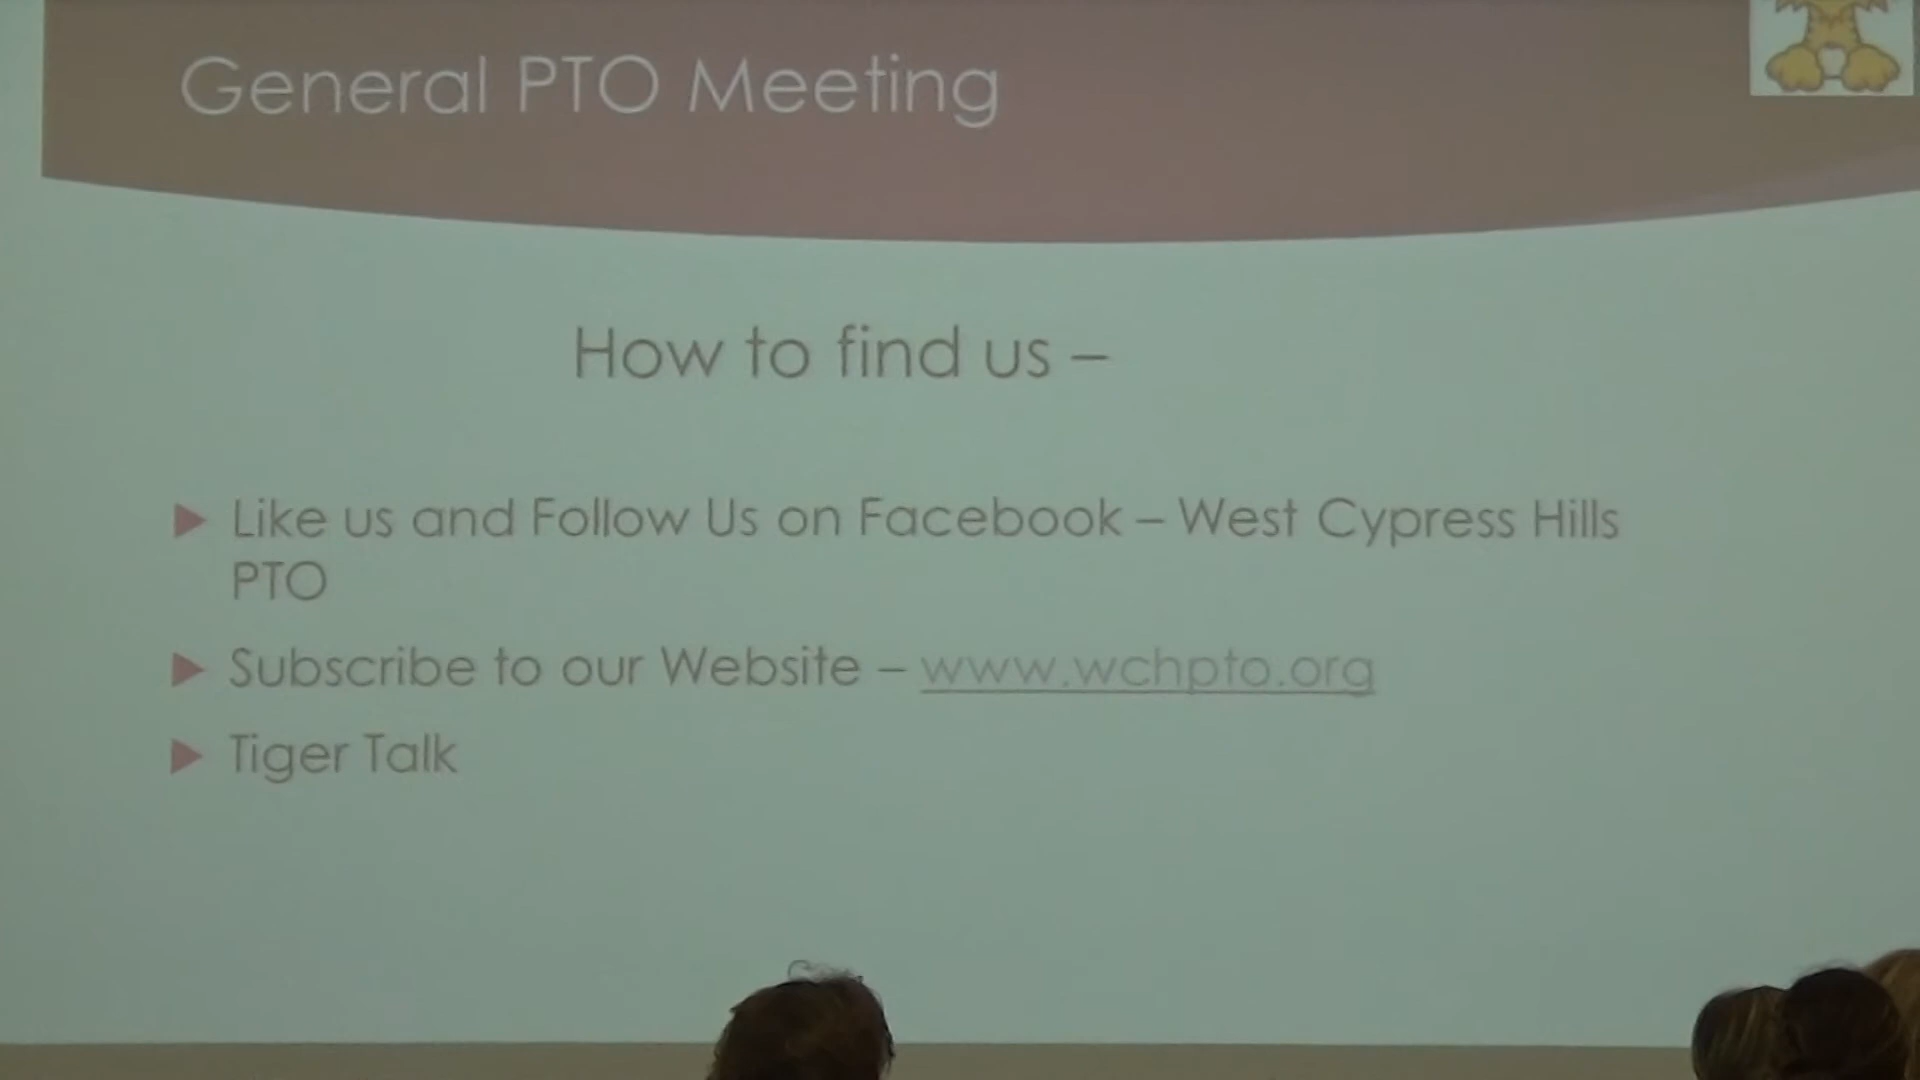 General PTO Meeting
How to find us –
Like us and Follow Us on Facebook – West Cypress Hills
PTO
Subscribe to our Website – www.wchpto.org
Tiger Talk